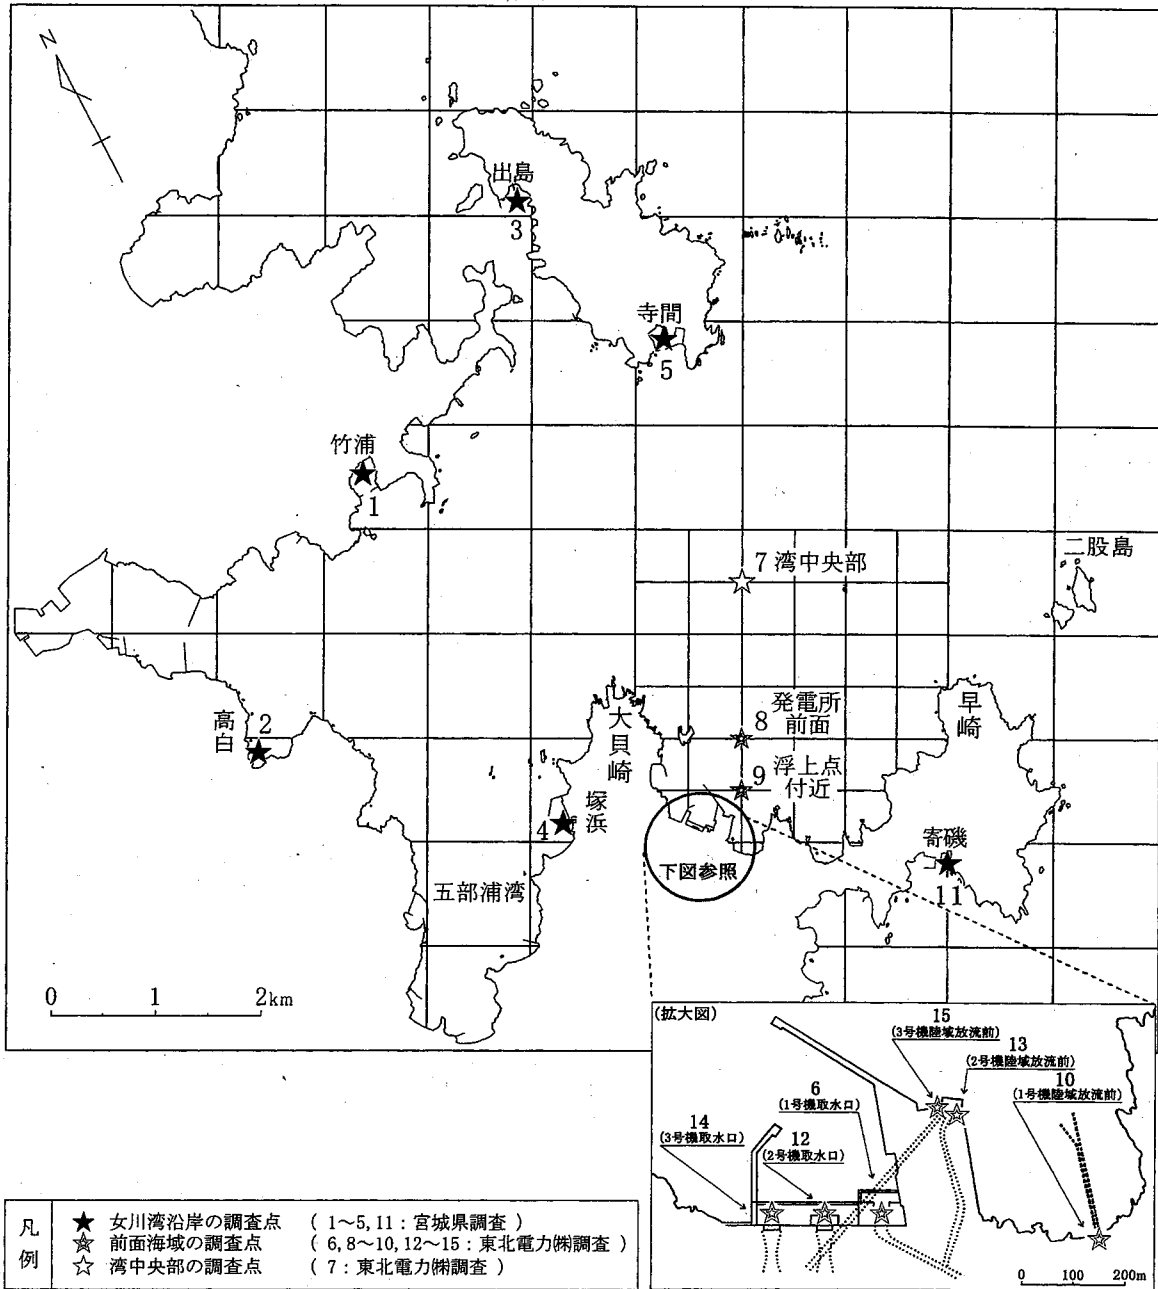 N
出島
3
寺間
5
竹浦
1
7 湾中央部
二股島
高白
2
大貝崎
8
発電所
前面
早崎
9
浮上点
付近
4
塚浜
下図参照
寄磯
11
五部浦湾
0 1 2km
(拡大図)
15
(3号機陸域放流前)
13
(2号機陸域放流前)
10
(1号機陸域放流前)
6
(1号機取水口)
14
(3号機取水口)
12
(2号機取水口)
0 100 200m
凡例
★ 女川湾沿岸の調査点 ( 1~5, 11 : 宮城県調査 )
前面海域の調査点 ( 6, 8~10, 12~15 : 東北電力㈱調査 )
☆ 湾中央部の調査点 ( 7 : 東北電力㈱調査 )